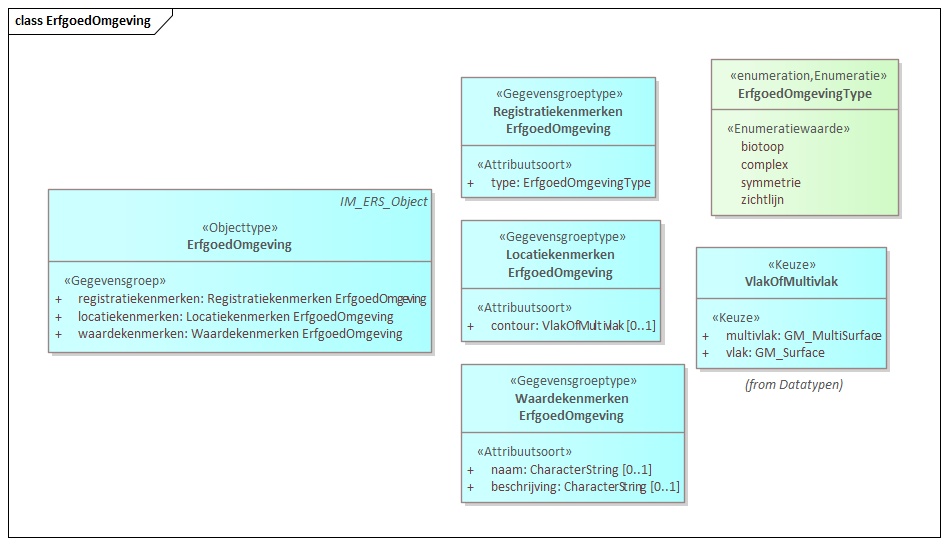 class ErfgoedOmgeving
IM_ERS_Object
«Objecttype»
ErfgoedOmgeving
«Gegevensgroep»
+ registratiekenmerken: Registratiekenmerken ErfgoedOmgeving
+ locatiekenmerken: Locatiekenmerken ErfgoedOmgeving
+ waardekenmerken: Waardekenmerken ErfgoedOmgeving
«Gegevensgroeptype»
Registratiekenmerken
ErfgoedOmgeving
«Attribuutsoort»
+ type: ErfgoedOmgevingType
«Gegevensgroeptype»
Locatiekenmerken
ErfgoedOmgeving
«Attribuutsoort»
+ contour: VlakOfMultivlak [0..1]
«Gegevensgroeptype»
Waardekenmerken
ErfgoedOmgeving
«Attribuutsoort»
+ naam: CharacterString [0..1]
+ beschrijving: CharacterString [0..1]
«enumeration,Enumeratie»
ErfgoedOmgevingType
«Enumeratiewaarde»
biotoop
complex
symmetrie
zichtlijn
«Keuze»
VlakOfMultivlak
«Keuze»
+ multivlak: GM_MultiSurface
+ vlak: GM_Surface
(from Datatypen)